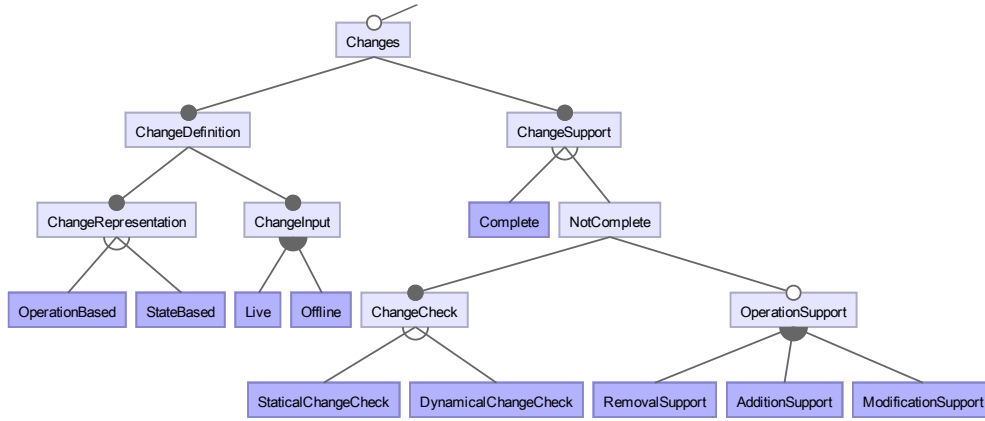 Changes
ChangeDefinition
ChangeSupport
ChangeRepresentation
ChangeInput
Complete
NotComplete
OperationBased
StateBased
Live
Offline
ChangeCheck
OperationSupport
StaticalChangeCheck
DynamicalChangeCheck
RemovalSupport
AdditionSupport
ModificationSupport